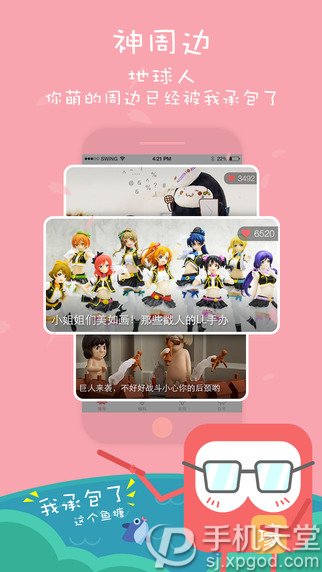 神周边
地球人
你萌的周边已经被我承包了
●●●○○ SWING
4:21 PM
3492
6520
小姐姐们美如画！那些戳人的LL手办
巨人来袭，不好好战斗小心你的后颈哟
我承包了
这个鱼塘
手机天堂
sj.xpgod.com